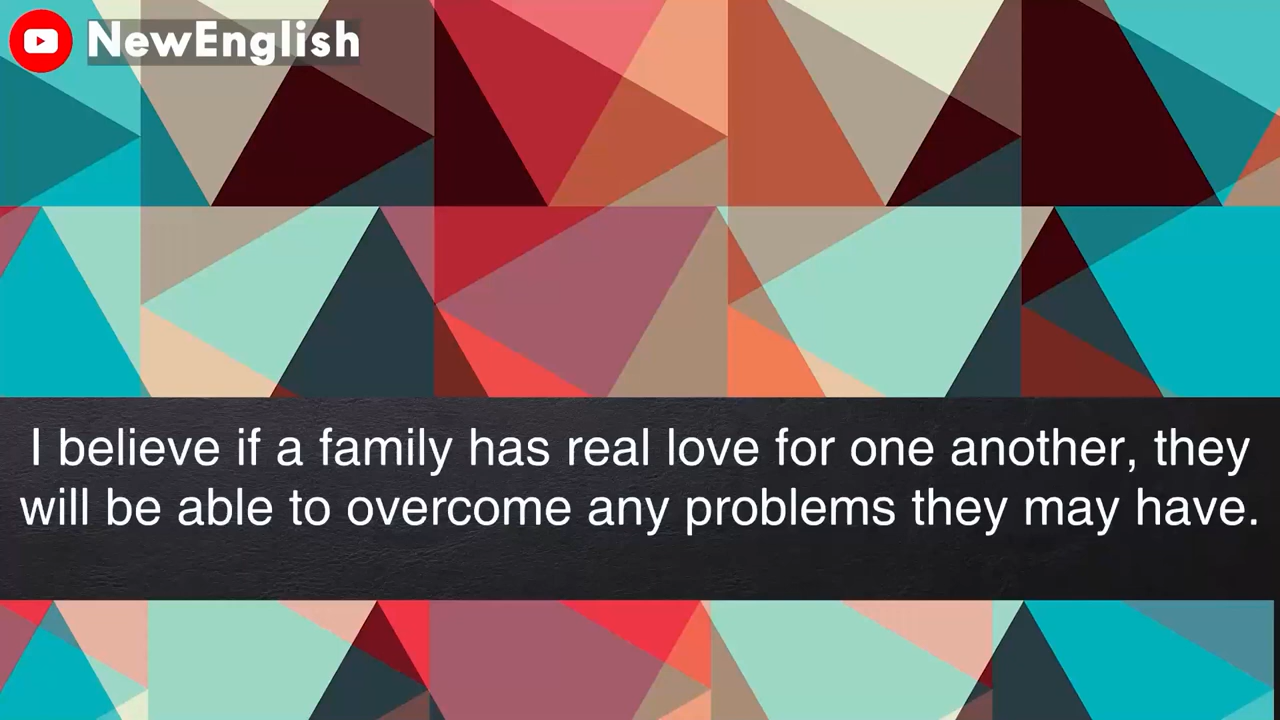 NewEnglish
I believe if a family has real love for one another, they
will be able to overcome any problems they may have.